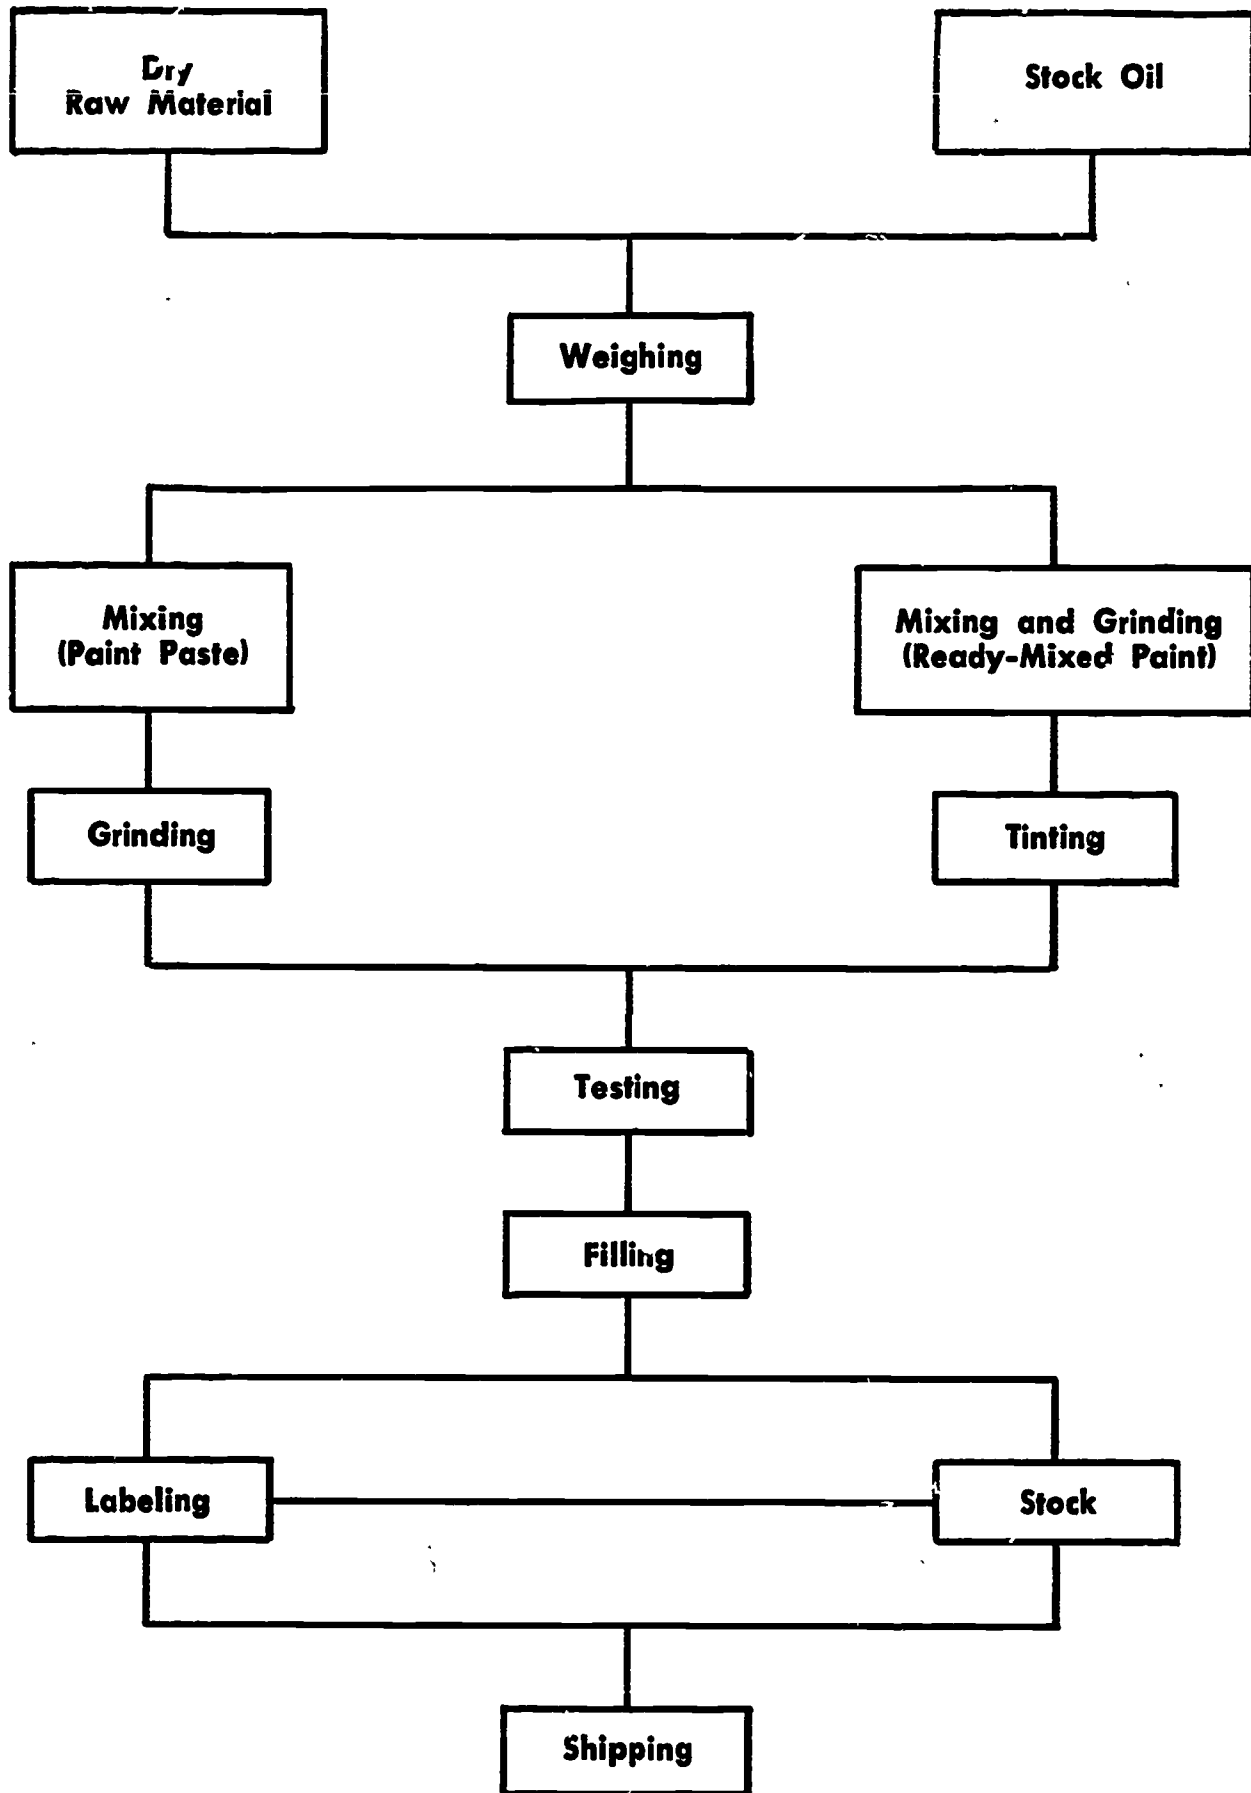 Dry
Raw Material
Stock Oil
Weighing
Mixing
(Paint Paste)
Mixing and Grinding
(Ready-Mixed Paint)
Grinding
Tinting
Testing
Filling
Labeling
Stock
Shipping